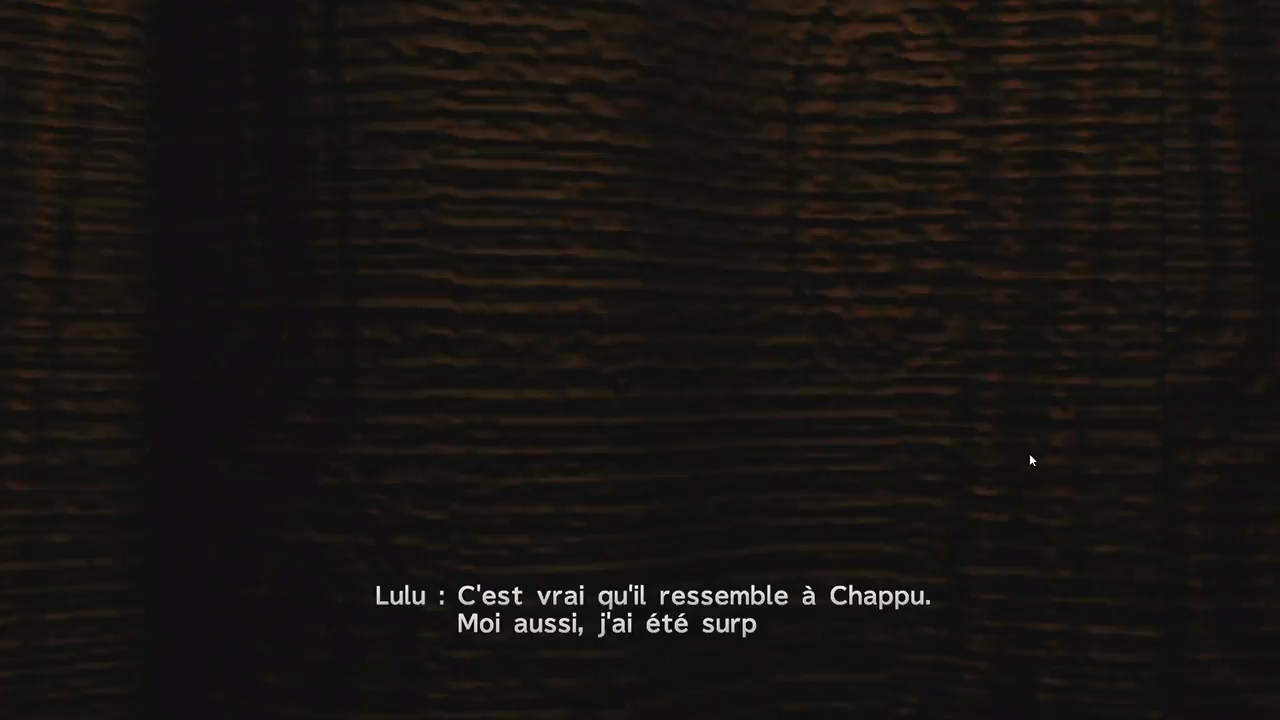 Lulu : C'est vrai qu'il ressemble à Chappu.
Moi aussi, j'ai été surp